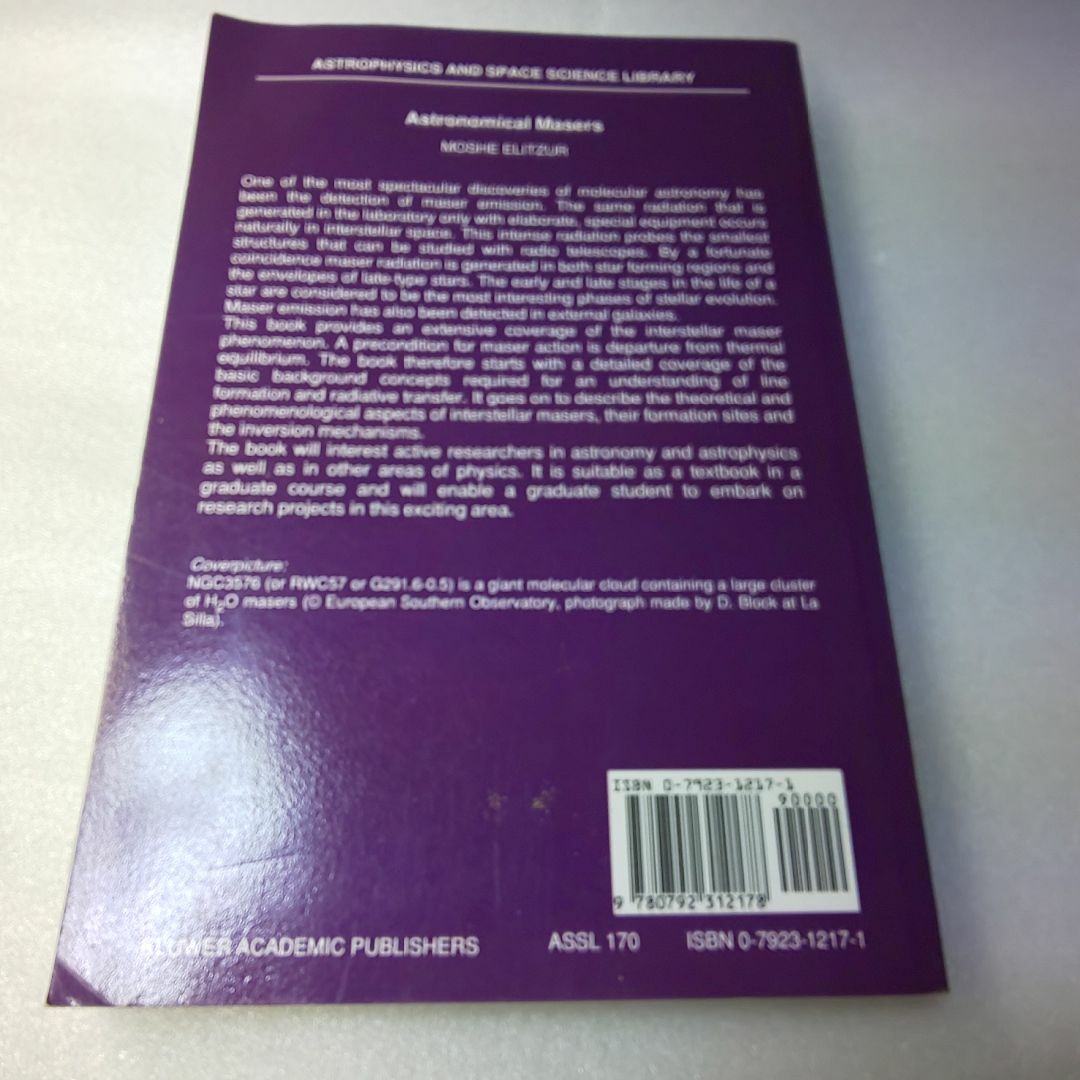 ASTROPHYSICS AND SPACE SCIENCE LIBRARY
Astronomical Masers
MOSHE ELITZUR
One of the most spectacular discoveries of molecular astronomy has
been the detection of maser emission. The same radiation that is
generated in the laboratory only with elaborate, special equipment occurs
naturally in interstellar space. This intense radiation probes the smallest
structures that can be studied with radio telescopes. By a fortunate
coincidence maser radiation is generated in both star forming regions and
the envelopes of late-type stars. The early and late stages in the life of a
star are considered to be the most interesting phases of stellar evolution.
Maser emission has also been detected in external galaxies.
This book provides an extensive coverage of the interstellar maser
phenomenon. A precondition for maser action is departure from thermal
equilibrium. The book therefore starts with a detailed coverage of the
basic background concepts required for an understanding of line
formation and radiative transfer. It goes on to describe the theoretical and
phenomenological aspects of interstellar masers, their formation sites and
the inversion mechanisms.
The book will interest active researchers in astronomy and astrophysics
as well as in other areas of physics. It is suitable as a textbook in a
graduate course and will enable a graduate student to embark on
research projects in this exciting area.
Coverpicture:
NGC3576 (or RWC57 or G291.6-0.5) is a giant molecular cloud containing a large cluster
of H₂O masers (© European Southern Observatory, photograph made by D. Block at La
Silla).
ISBN 0-7923-1217-1
90000
9 780792 312178
KLUWER ACADEMIC PUBLISHERS ASSL 170 ISBN 0-7923-1217-1